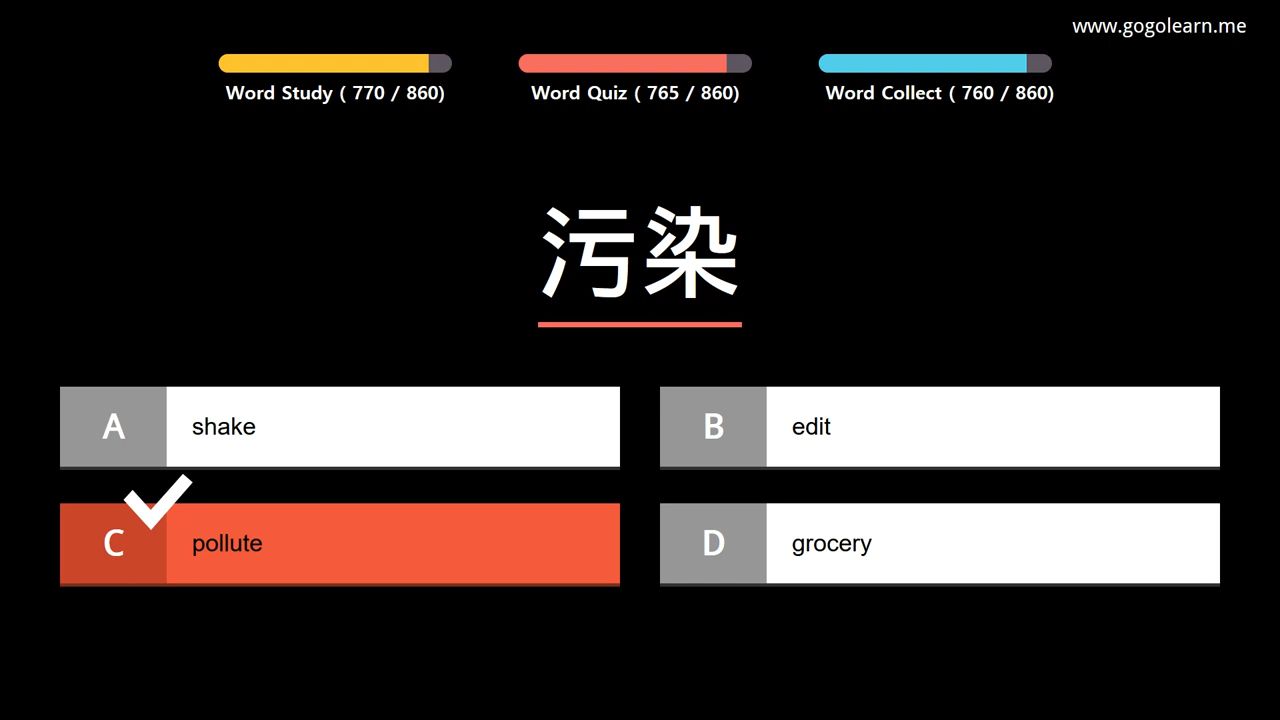 www.gogolearn.me
Word Study ( 770 / 860)
Word Quiz ( 765 / 860)
Word Collect ( 760 / 860)
污染
A shake
B edit
C pollute
D grocery